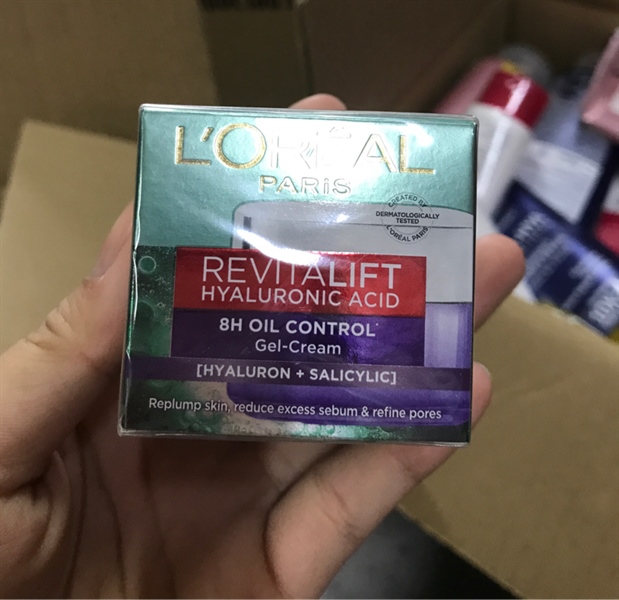 L'ORÉAL
PARIS
CREATED BY
DERMATOLOGICALLY
TESTED
L'ORÉAL PARIS
REVITALIFT
HYALURONIC ACID
8H OIL CONTROL*
Gel-Cream
[HYALURON + SALICYLIC]
Replump skin, reduce excess sebum & refine pores